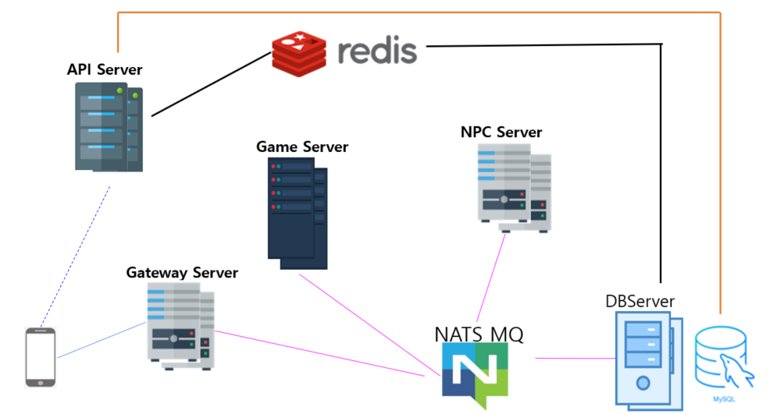 redis
API Server
NPC Server
Game Server
Gateway Server
DBServer
NATS MQ
N
MySQL